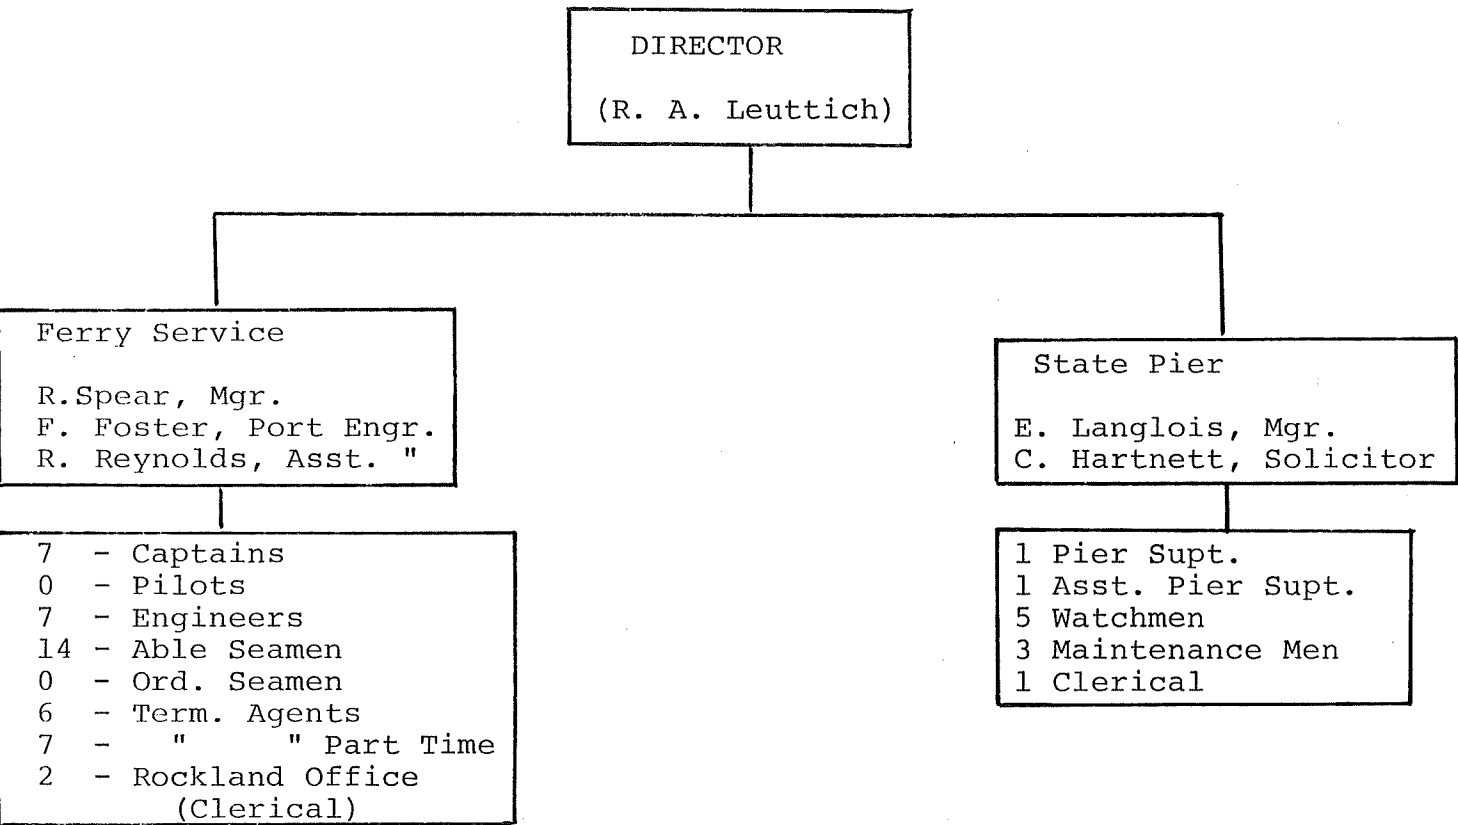 DIRECTOR
(R. A. Leuttich)
Ferry Service
R.Spear, Mgr.
F. Foster, Port Engr.
R. Reynolds, Asst. "
7 - Captains
0 - Pilots
7 - Engineers
14 - Able Seamen
0 - Ord. Seamen
6 - Term. Agents
7 - " " Part Time
2 - Rockland Office
(Clerical)
State Pier
E. Langlois, Mgr.
C. Hartnett, Solicitor
1 Pier Supt.
1 Asst. Pier Supt.
5 Watchmen
3 Maintenance Men
1 Clerical